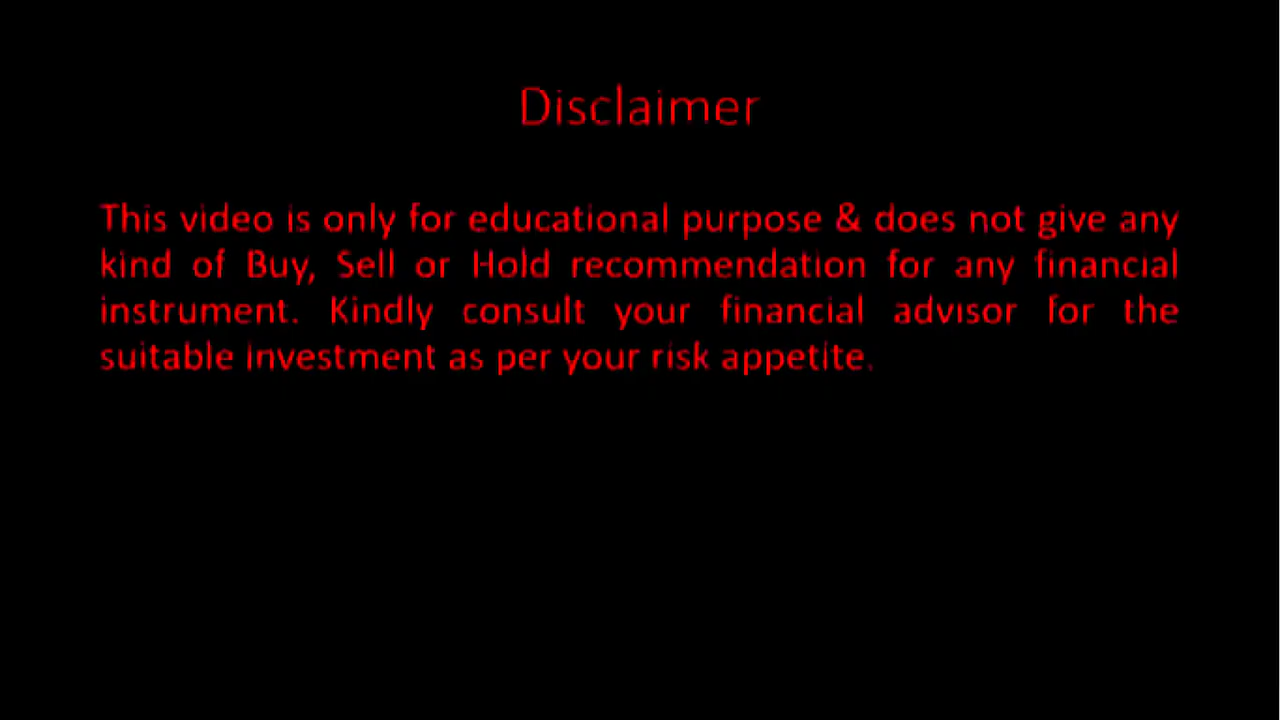 Disclaimer
This video is only for educational purpose & does not give any
kind of Buy, Sell or Hold recommendation for any financial
instrument. Kindly consult your financial advisor for the
suitable investment as per your risk appetite.